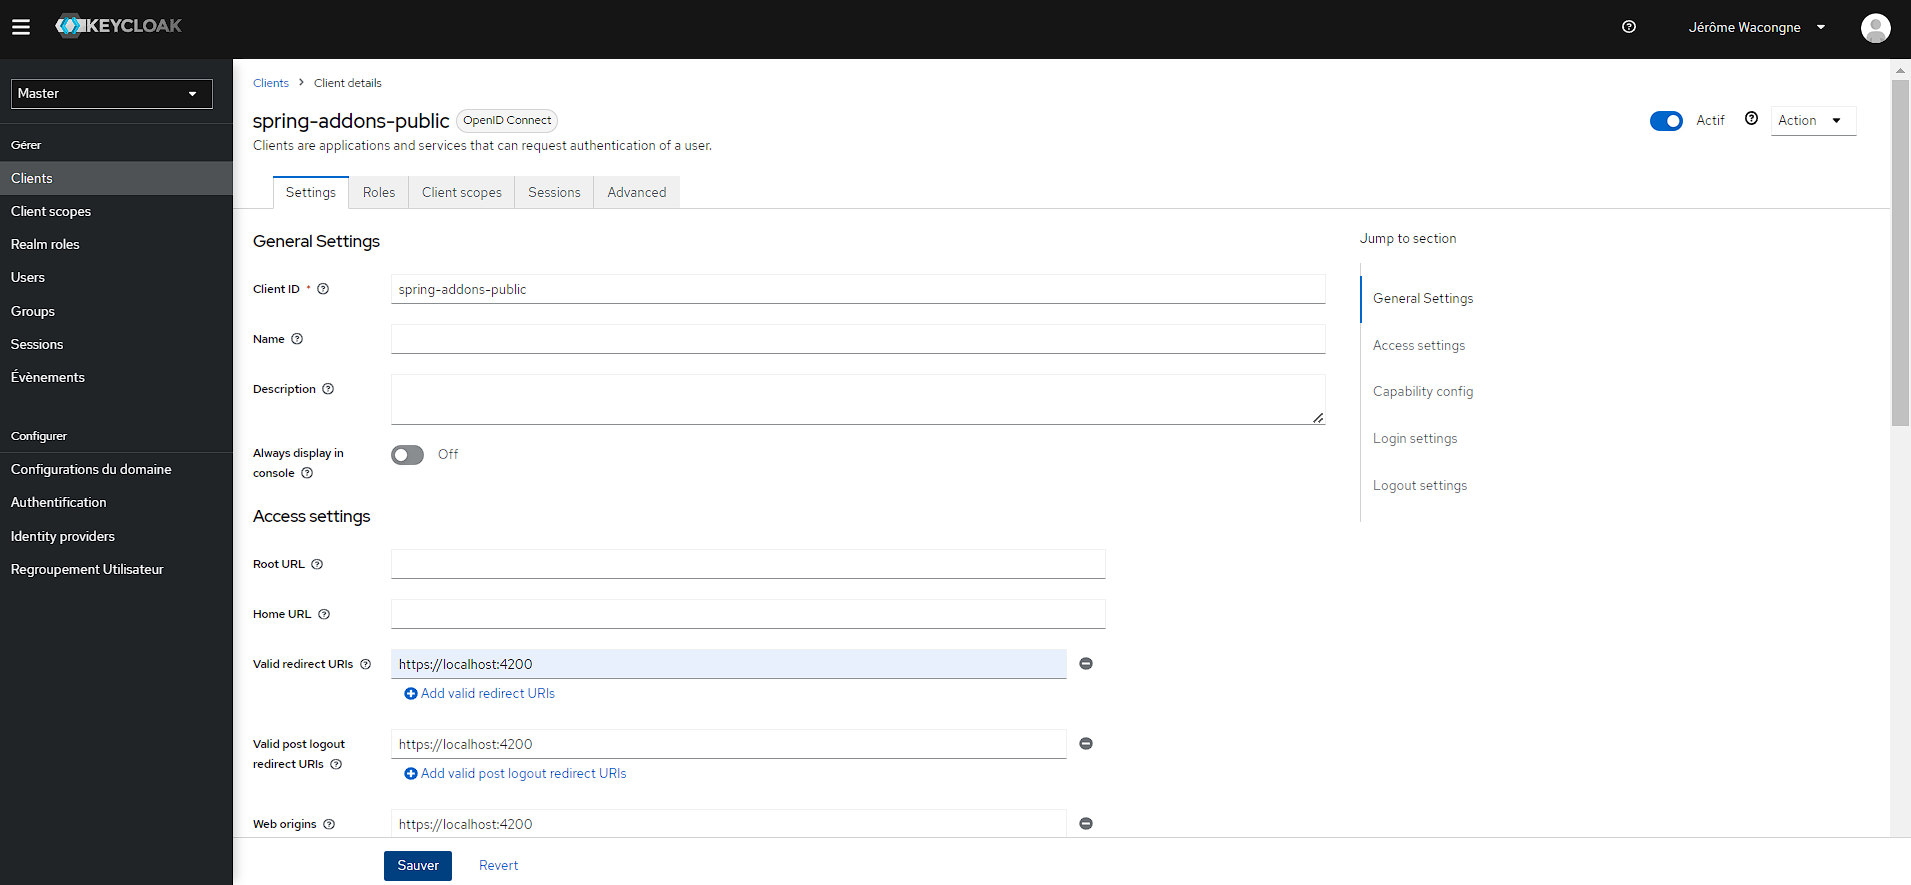 KEYCLOAK
Jérôme Wacongne
Master
Gérer
Clients
Client scopes
Realm roles
Users
Groups
Sessions
Évènements
Configurer
Configurations du domaine
Authentification
Identity providers
Regroupement Utilisateur
Clients > Client details
spring-addons-public OpenID Connect
Actif
Action
Clients are applications and services that can request authentication of a user.
Settings Roles Client scopes Sessions Advanced
General Settings
Client ID * spring-addons-public
Name
Description
Always display in
console
Off
Access settings
Root URL
Home URL
Valid redirect URIs https://localhost:4200
Add valid redirect URIs
Valid post logout
redirect URIs
https://localhost:4200
Add valid post logout redirect URIs
Web origins https://localhost:4200
Sauver Revert
Jump to section
General Settings
Access settings
Capability config
Login settings
Logout settings